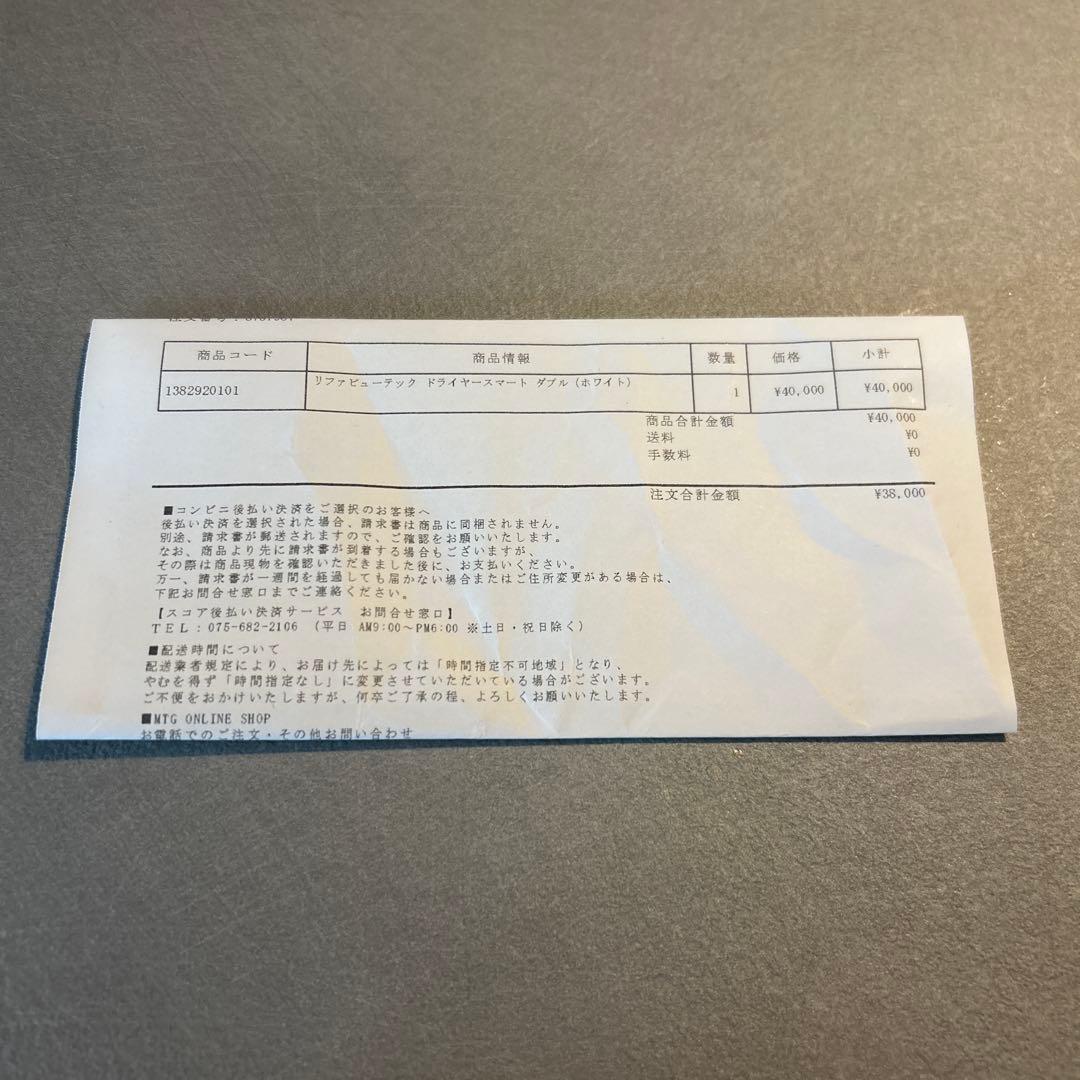 商品コード 商品情報 数量 価格 小計
1382920101 リファビューテック ドライヤースマート ダブル（ホワイト） 1 ¥40,000 ¥40,000
商品合計金額 ¥40,000
送料 ¥0
手数料 ¥0
注文合計金額 ¥38,000
■コンビニ後払い決済をご選択のお客様へ
後払い決済を選択された場合、請求書は商品に同梱されません。
別途、請求書が郵送されますので、ご確認をお願いいたします。
なお、商品より先に請求書が到着する場合もございますが、
その際は商品現物を確認いただきました後に、お支払いください。
万一、請求書が一週間を経過しても届かない場合またはご住所変更がある場合は、
下記お問合せ窓口までご連絡ください。
【スコア後払い決済サービス お問合せ窓口】
TEL：075-682-2106 （平日 AM9:00～PM6:00 ※土日・祝日除く）
■配送時間について
配送業者規定により、お届け先によっては「時間指定不可地域」となり、
やむを得ず「時間指定なし」に変更させていただいている場合がございます。
ご不便をおかけいたしますが、何卒ご了承の程、よろしくお願いいたします。
■MTG ONLINE SHOP
お電話でのご注文・その他お問い合わせ